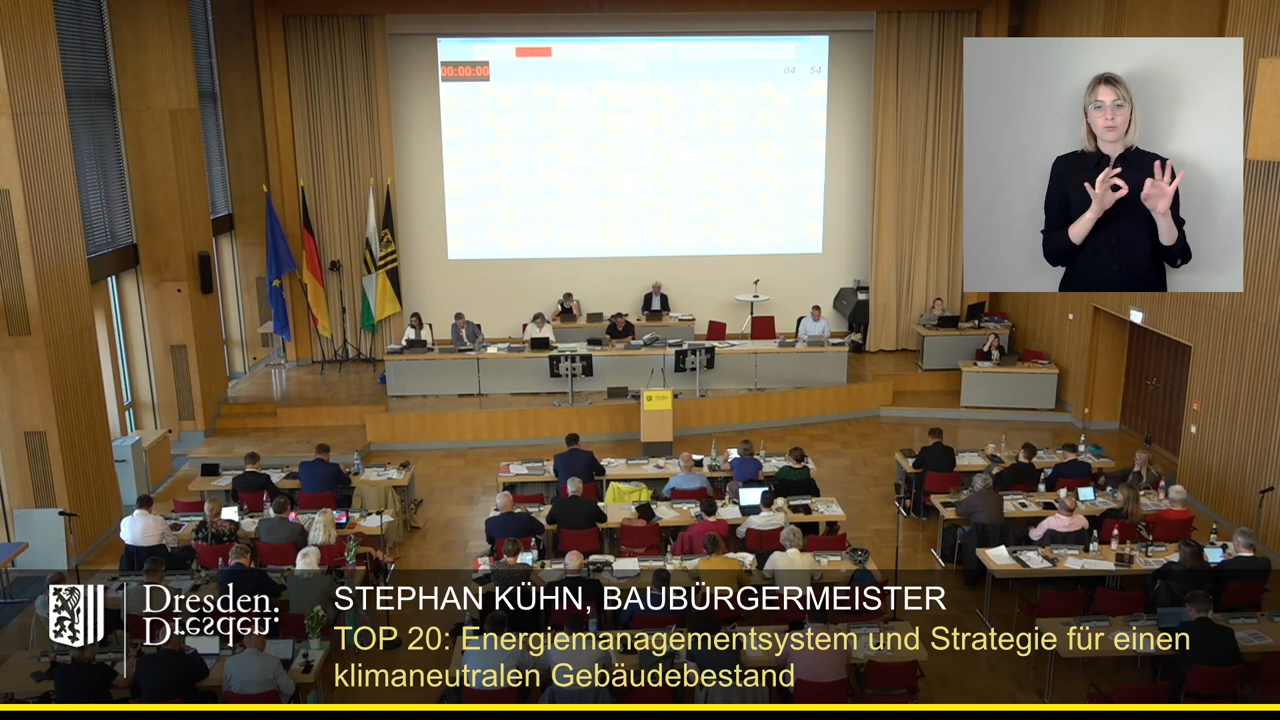 00:00:00
04 : 54
Dresden.
Dresden.
STEPHAN KÜHN, BAUBÜRGERMEISTER
TOP 20: Energiemanagementsystem und Strategie für einen
klimaneutralen Gebäudebestand